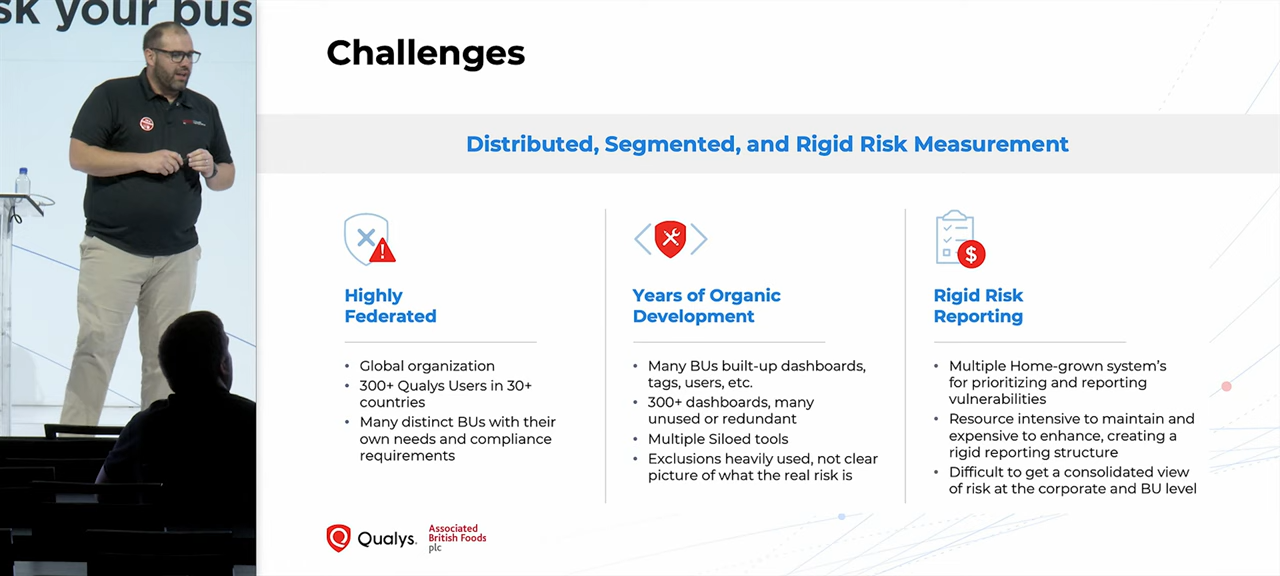 sk your bus
Challenges
Distributed, Segmented, and Rigid Risk Measurement
Highly
Federated
• Global organization
• 300+ Qualys Users in 30+
countries
• Many distinct BUs with their
own needs and compliance
requirements
Years of Organic
Development
• Many BUs built-up dashboards,
tags, users, etc.
• 300+ dashboards, many
unused or redundant
• Multiple Siloed tools
• Exclusions heavily used, not clear
picture of what the real risk is
Rigid Risk
Reporting
• Multiple Home-grown system's
for prioritizing and reporting
vulnerabilities
• Resource intensive to maintain and
expensive to enhance, creating a
rigid reporting structure
• Difficult to get a consolidated view
of risk at the corporate and BU level
Qualys.
Associated
British Foods
plc